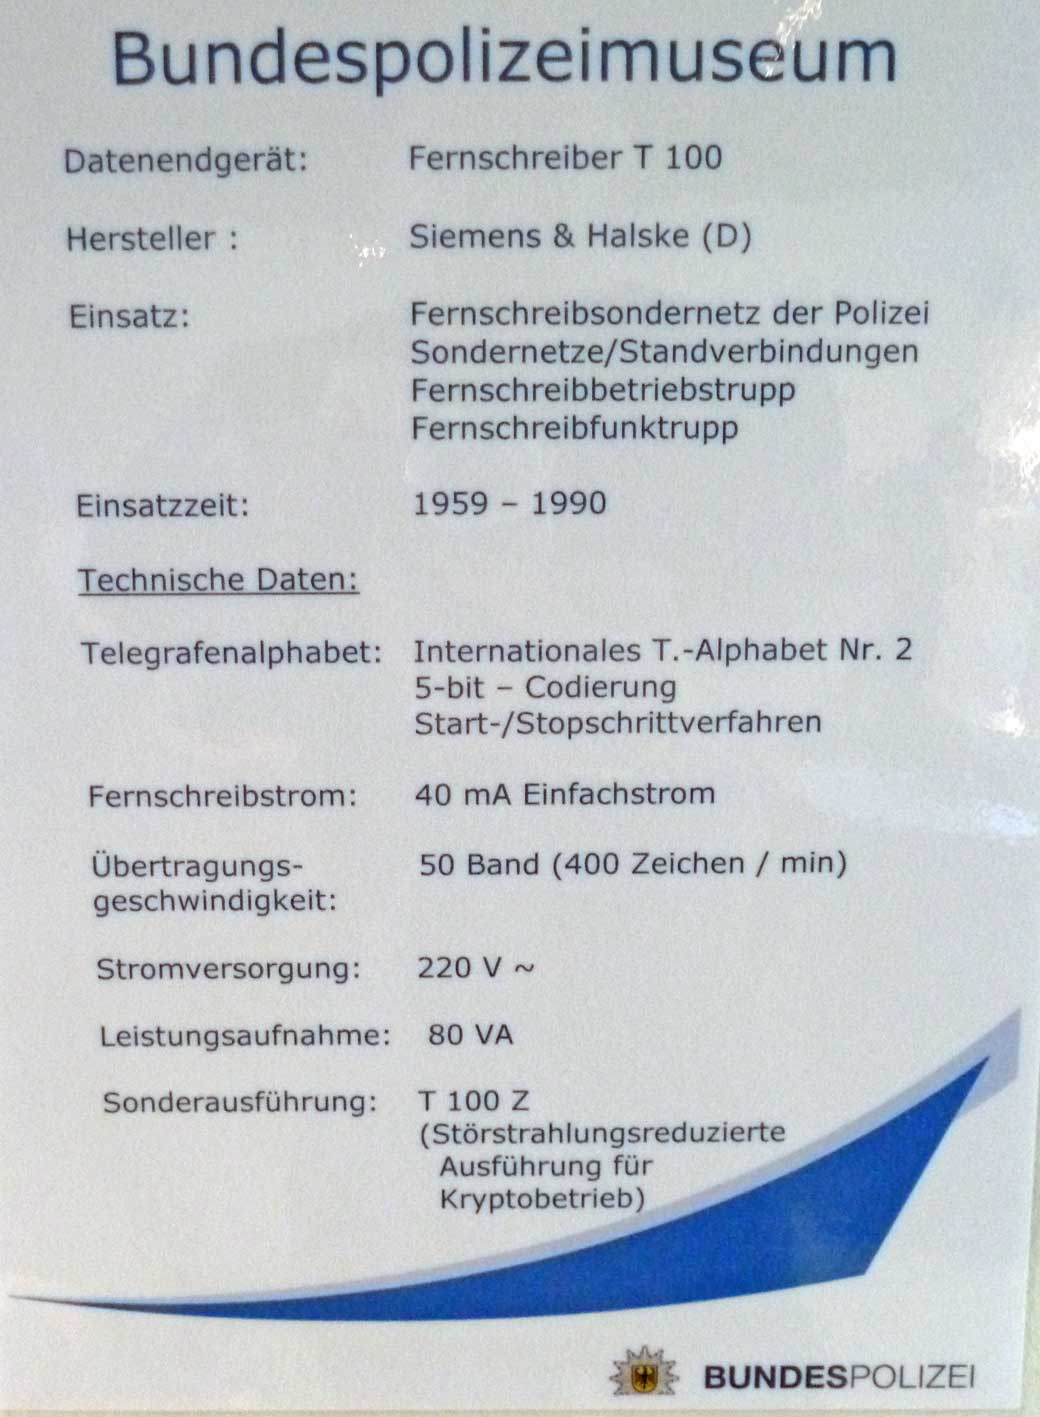 Bundespolizeimuseum
Datenendgerät: Fernschreiber T 100
Hersteller : Siemens & Halske (D)
Einsatz: Fernschreibsondernetz der Polizei
Sondernetze/Standverbindungen
Fernschreibbetriebstrupp
Fernschreibfunktrupp
Einsatzzeit: 1959 – 1990
Technische Daten:
Telegrafenalphabet: Internationales T.-Alphabet Nr. 2
5-bit – Codierung
Start-/Stopschrittverfahren
Fernschreibstrom: 40 mA Einfachstrom
Übertragungs- 50 Band (400 Zeichen / min)
geschwindigkeit:
Stromversorgung: 220 V ~
Leistungsaufnahme: 80 VA
Sonderausführung: T 100 Z
(Störstrahlungsreduzierte
Ausführung für
Kryptobetrieb)
BUNDESPOLIZEI